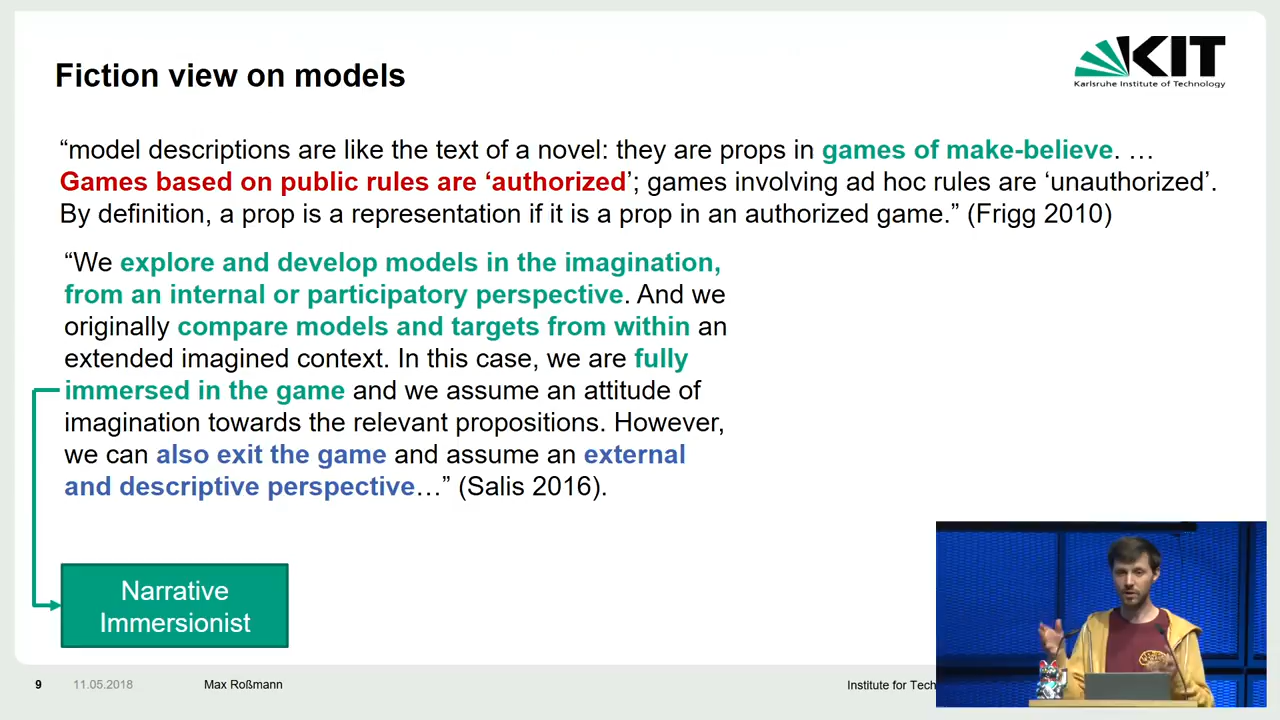 Fiction view on models
KIT
Karlsruhe Institute of Technology
“model descriptions are like the text of a novel: they are props in games of make-believe. …
Games based on public rules are ‘authorized’; games involving ad hoc rules are ‘unauthorized’.
By definition, a prop is a representation if it is a prop in an authorized game.” (Frigg 2010)
“We explore and develop models in the imagination,
from an internal or participatory perspective. And we
originally compare models and targets from within an
extended imagined context. In this case, we are fully
immersed in the game and we assume an attitude of
imagination towards the relevant propositions. However,
we can also exit the game and assume an external
and descriptive perspective…” (Salis 2016).
Narrative
Immersionist
9 11.05.2018 Max Roßmann Institute for Tech